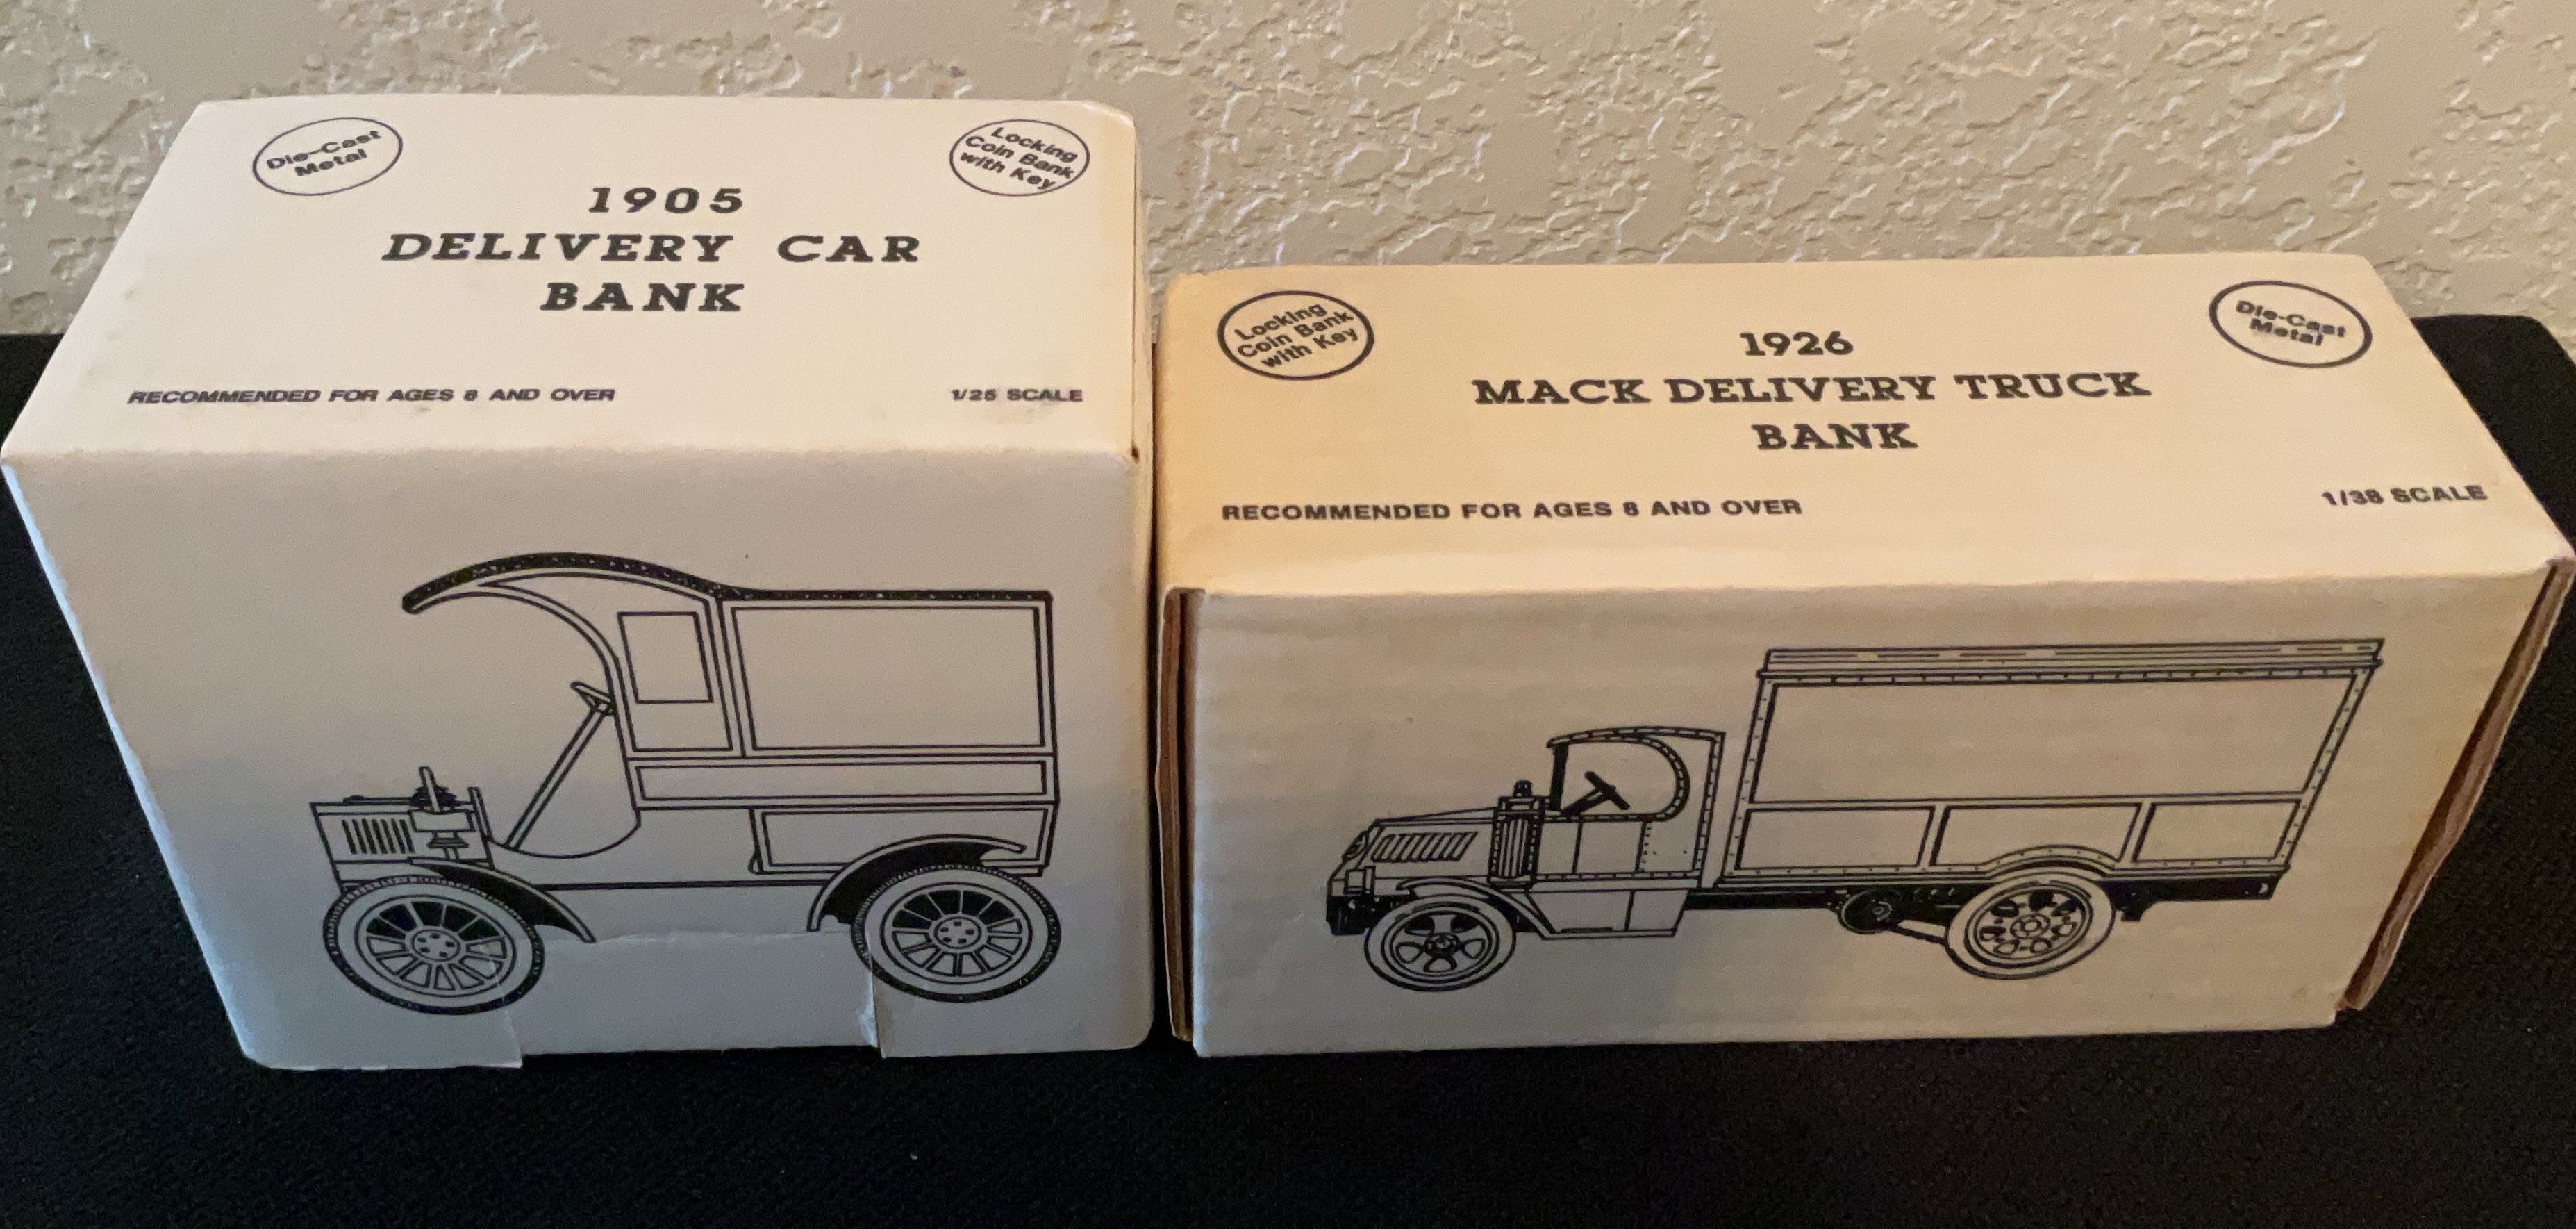 Die-Cast
Metal
Locking
Coin Bank
with Key
1905
DELIVERY CAR
BANK
RECOMMENDED FOR AGES 8 AND OVER
1/25 SCALE
Locking
Coin Bank
with Key
Die-Cast
Metal
1926
MACK DELIVERY TRUCK
BANK
RECOMMENDED FOR AGES 8 AND OVER
1/38 SCALE